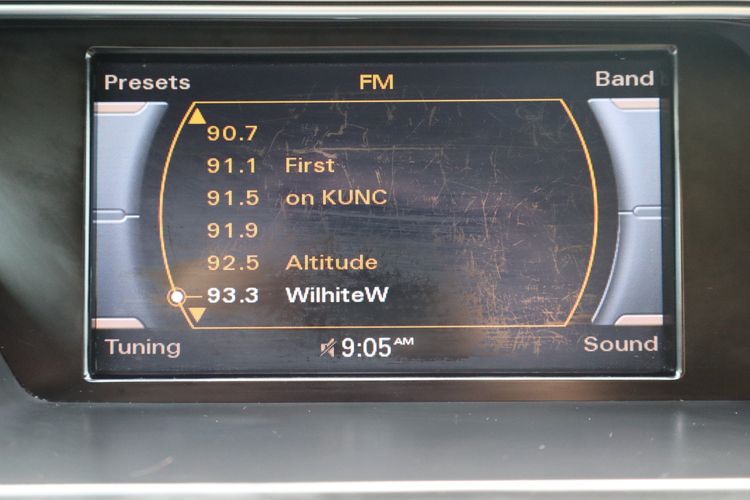 Presets FM Band
90.7
91.1 First
91.5 on KUNC
91.9
92.5 Altitude
93.3 WilhiteW
Tuning 9:05 AM Sound